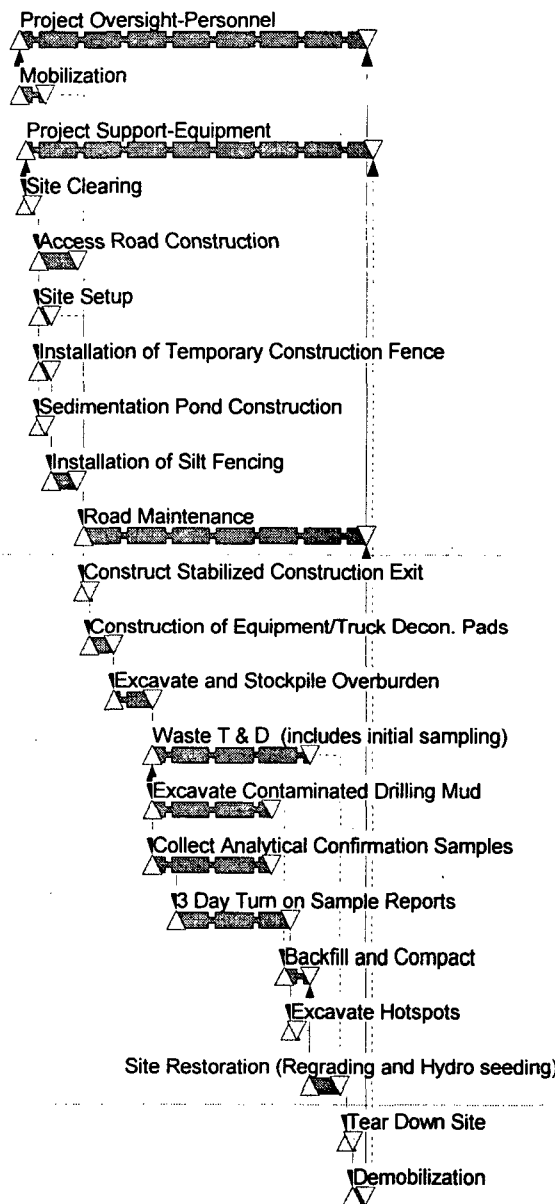 Project Oversight-Personnel
Mobilization
Project Support-Equipment
Site Clearing
Access Road Construction
Site Setup
Installation of Temporary Construction Fence
Sedimentation Pond Construction
Installation of Silt Fencing
Road Maintenance
Construct Stabilized Construction Exit
Construction of Equipment/Truck Decon. Pads
Excavate and Stockpile Overburden
Waste T & D (includes initial sampling)
Excavate Contaminated Drilling Mud
Collect Analytical Confirmation Samples
3 Day Turn on Sample Reports
Backfill and Compact
Excavate Hotspots
Site Restoration (Regrading and Hydro seeding)
Tear Down Site
Demobilization